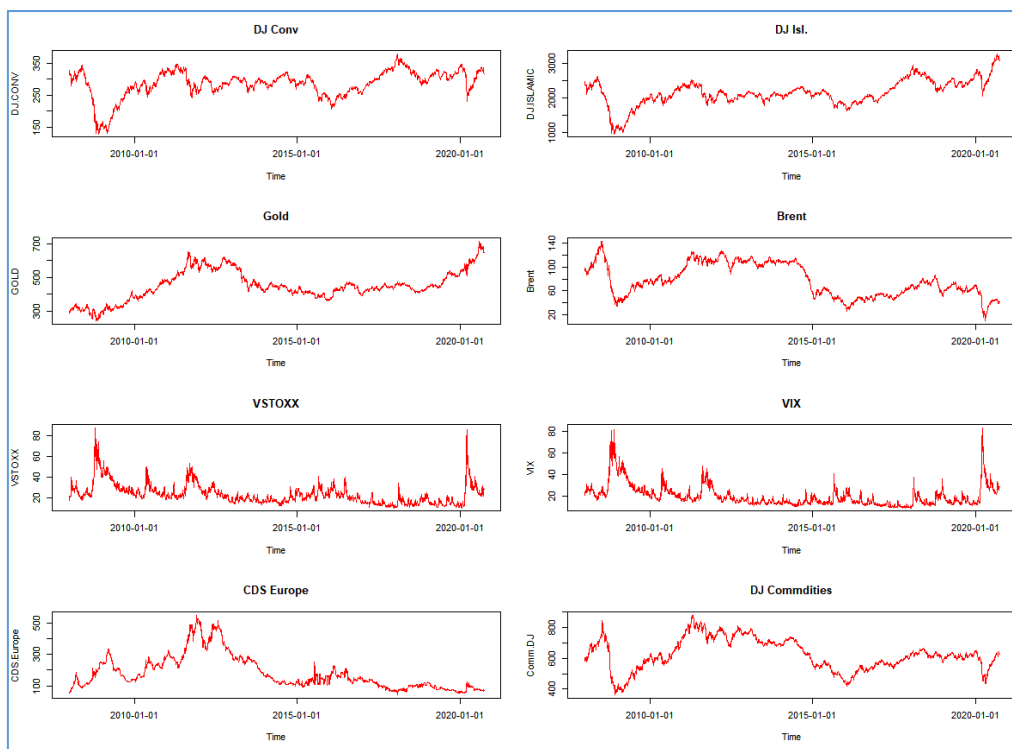 DJ Conv
DJ.CONV
150 250 350
2010-01-01 2015-01-01 2020-01-01
Time
DJ Isl.
DJ.ISLAMIC
1000 2000 3000
2010-01-01 2015-01-01 2020-01-01
Time
Gold
GOLD
300 500 700
2010-01-01 2015-01-01 2020-01-01
Time
Brent
Brent
20 60 100 140
2010-01-01 2015-01-01 2020-01-01
Time
VSTOXX
VSTOXX
20 40 60 80
2010-01-01 2015-01-01 2020-01-01
Time
VIX
VIX
20 40 60 80
2010-01-01 2015-01-01 2020-01-01
Time
CDS Europe
CDS.Europe
100 300 500
2010-01-01 2015-01-01 2020-01-01
Time
DJ Commdities
Comm.DJ
400 600 800
2010-01-01 2015-01-01 2020-01-01
Time